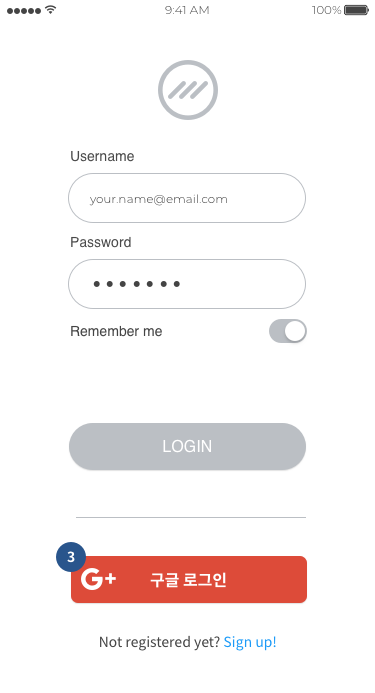 9:41 AM
100%
Username
your.name@email.com
Password
Remember me
LOGIN
3
G+ 구글 로그인
Not registered yet? Sign up!